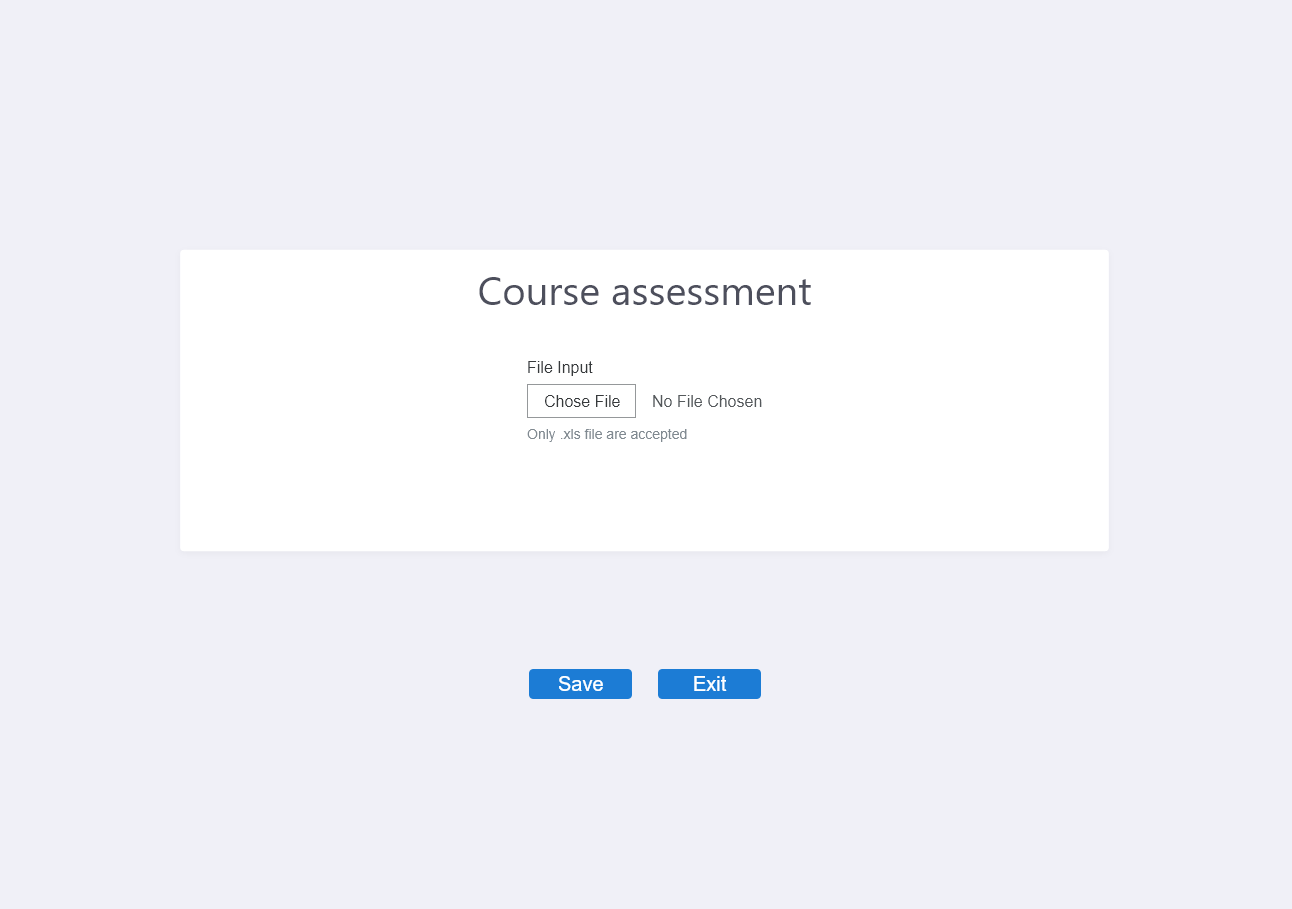 Course assessment
File Input
Chose File No File Chosen
Only .xls file are accepted
Save Exit